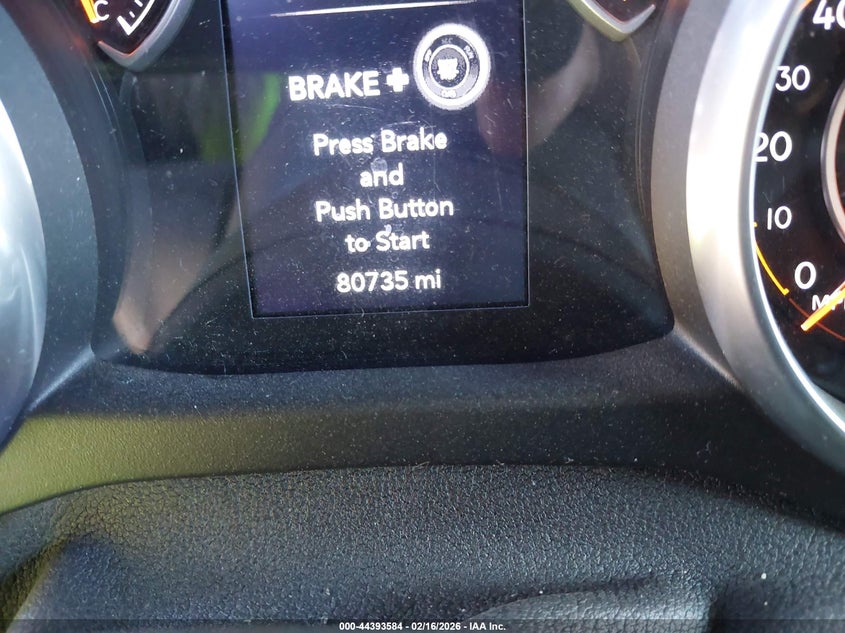 C
40
30
20
10
0
BRAKE +
Press Brake
and
Push Button
to Start
80735 mi
000-44393584 - 02/16/2026 - IAA Inc.